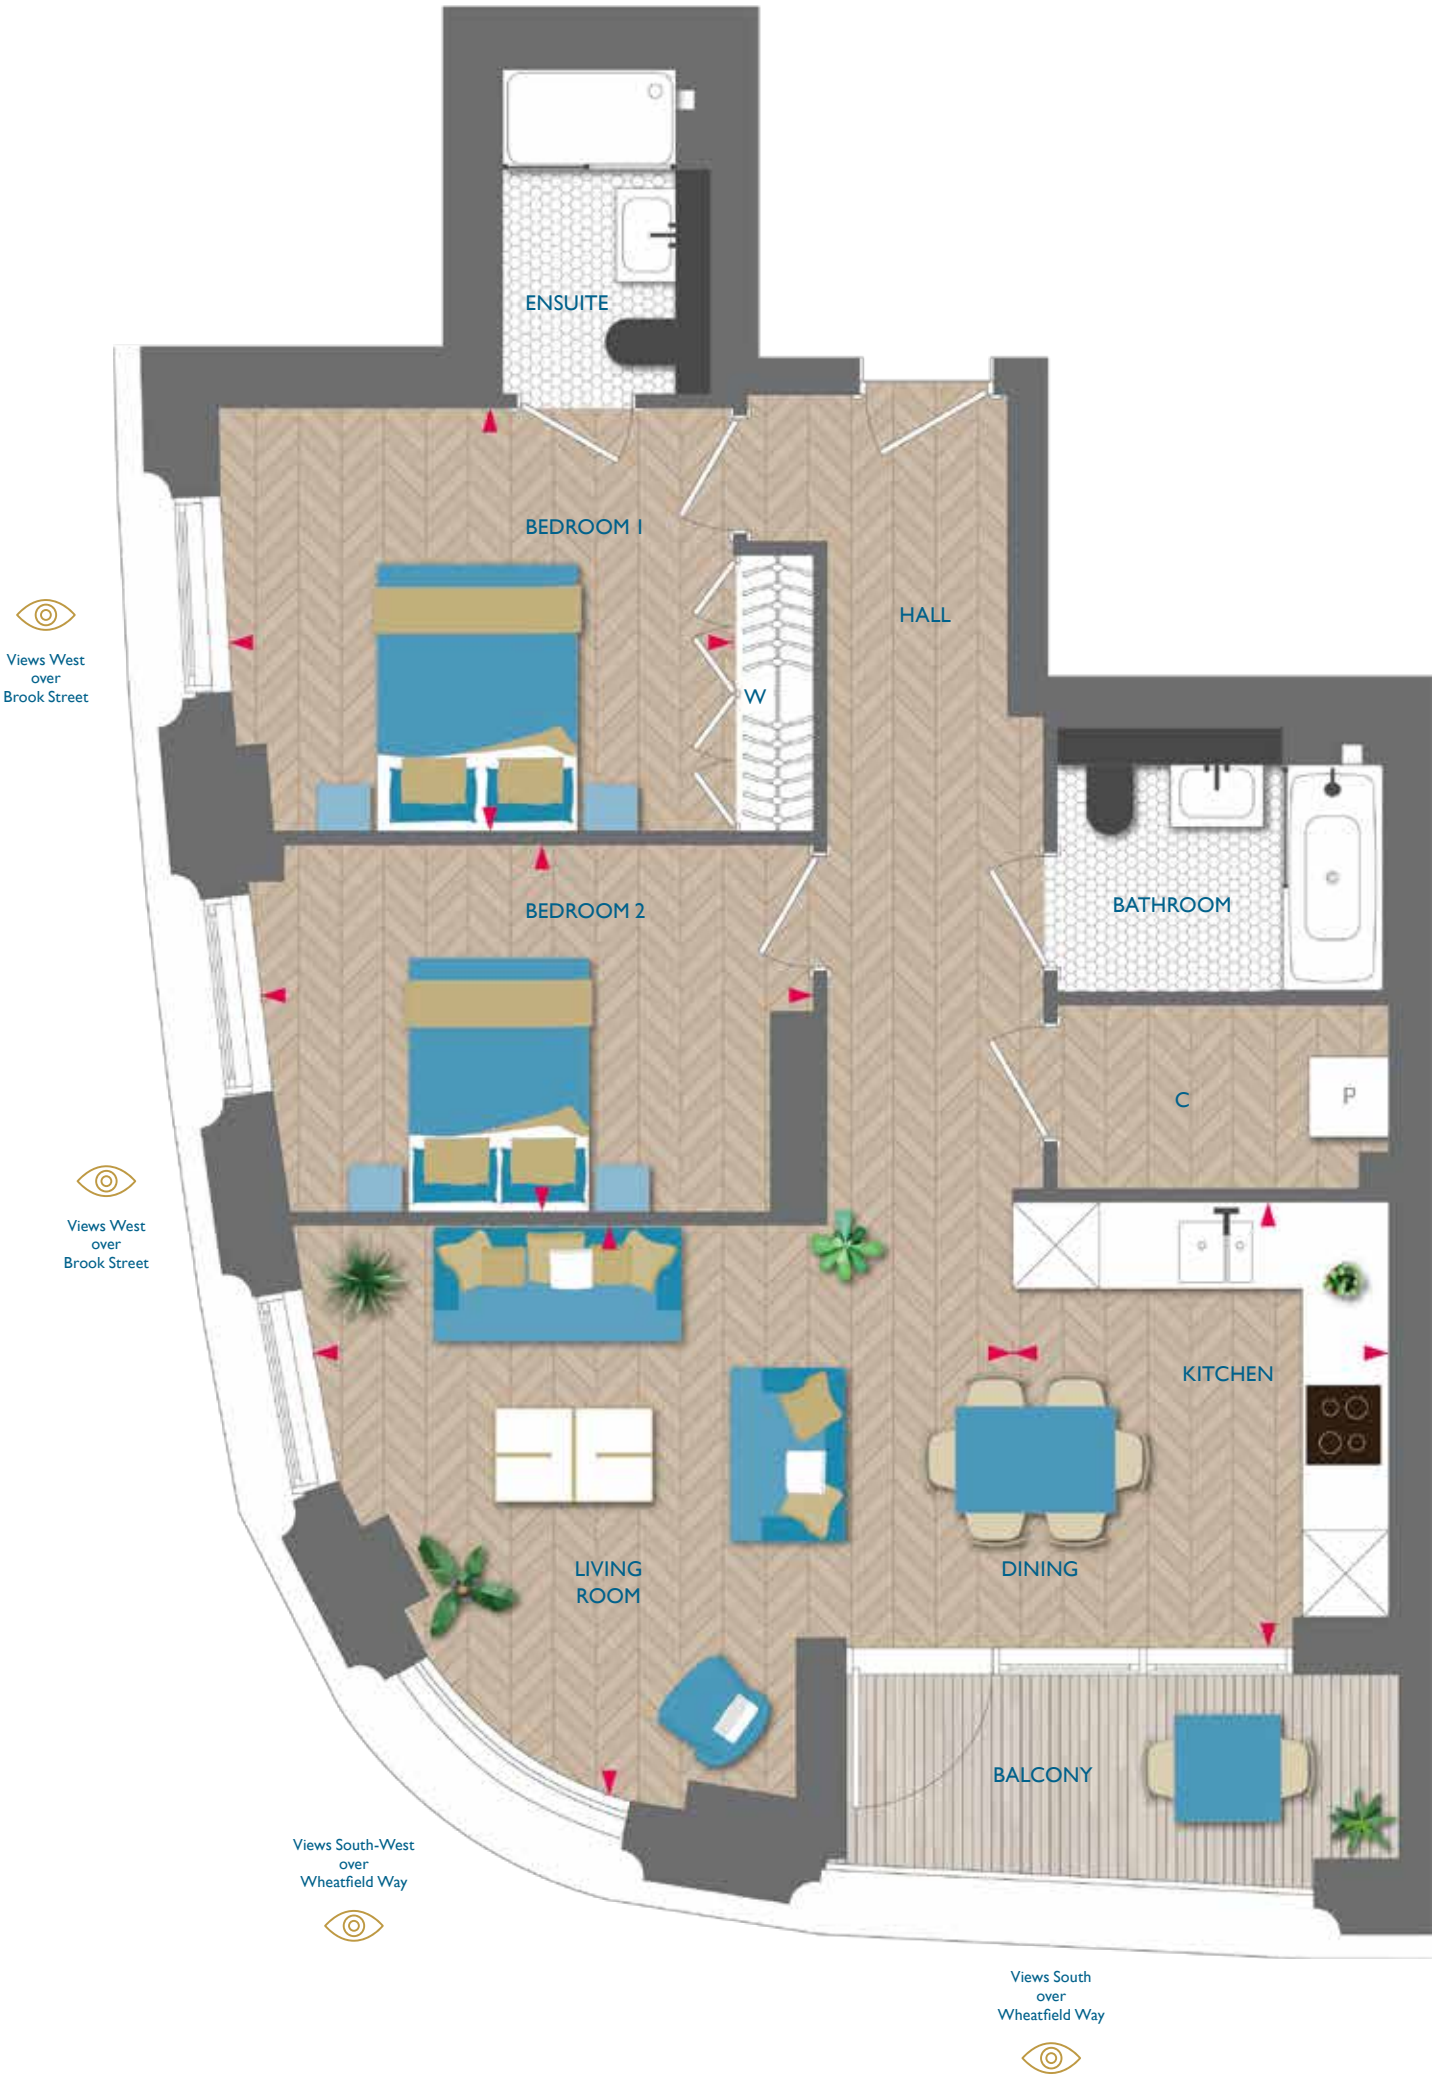 ENSUITE
BEDROOM 1
HALL
Views West
over
Brook Street
W
BEDROOM 2
BATHROOM
C
P
Views West
over
Brook Street
KITCHEN
LIVING
ROOM
DINING
BALCONY
Views South-West
over
Wheatfield Way
Views South
over
Wheatfield Way